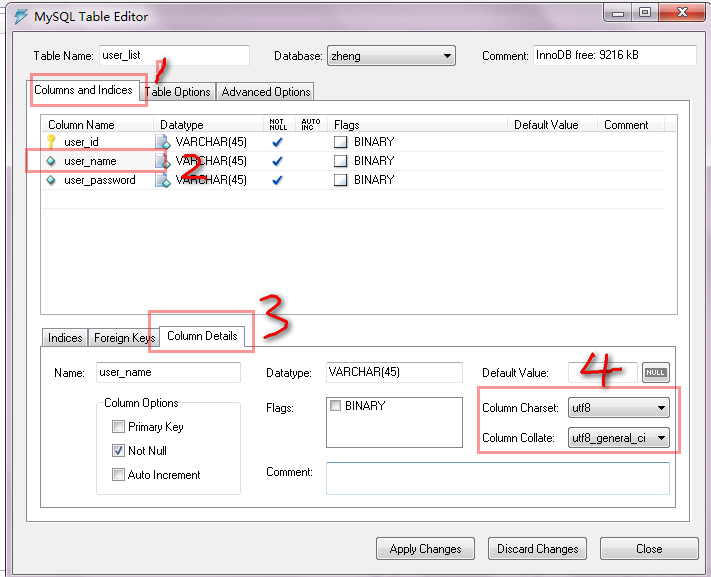 MySQL Table Editor
Table Name: user_list Database: zheng Comment: InnoDB free: 9216 kB
1
Columns and Indices Table Options Advanced Options
Column Name Datatype NOT NULL AUTO INC Flags Default Value Comment
user_id VARCHAR(45) BINARY
user_name VARCHAR(45) BINARY
2
user_password VARCHAR(45) BINARY
3
Indices Foreign Keys Column Details
4
Name: user_name Datatype: VARCHAR(45) Default Value: NULL
Column Options Flags: BINARY Column Charset: utf8
Primary Key
Not Null Column Collate: utf8_general_ci
Auto Increment Comment:
Apply Changes Discard Changes Close